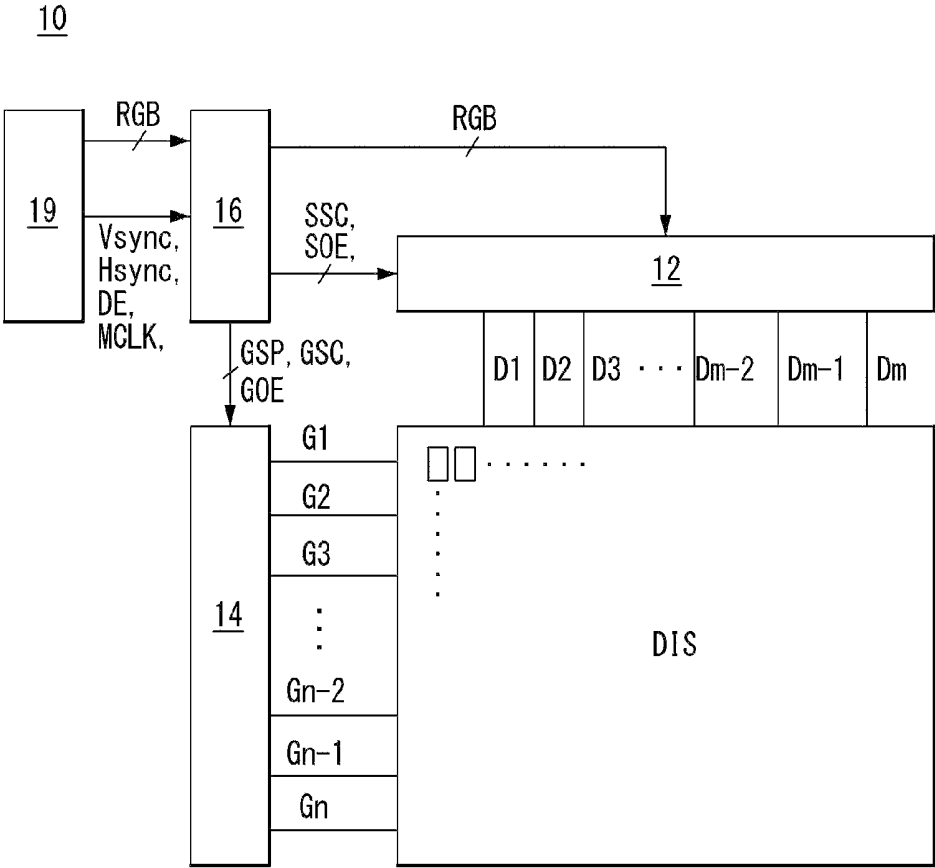 10
RGB
RGB
19
16
Vsync,
Hsync,
DE,
MCLK,
SSC,
SOE,
12
GSP, GSC,
GOE
D1 D2 D3 ··· Dm-2 Dm-1 Dm
G1
G2
G3
14
DIS
Gn-2
Gn-1
Gn